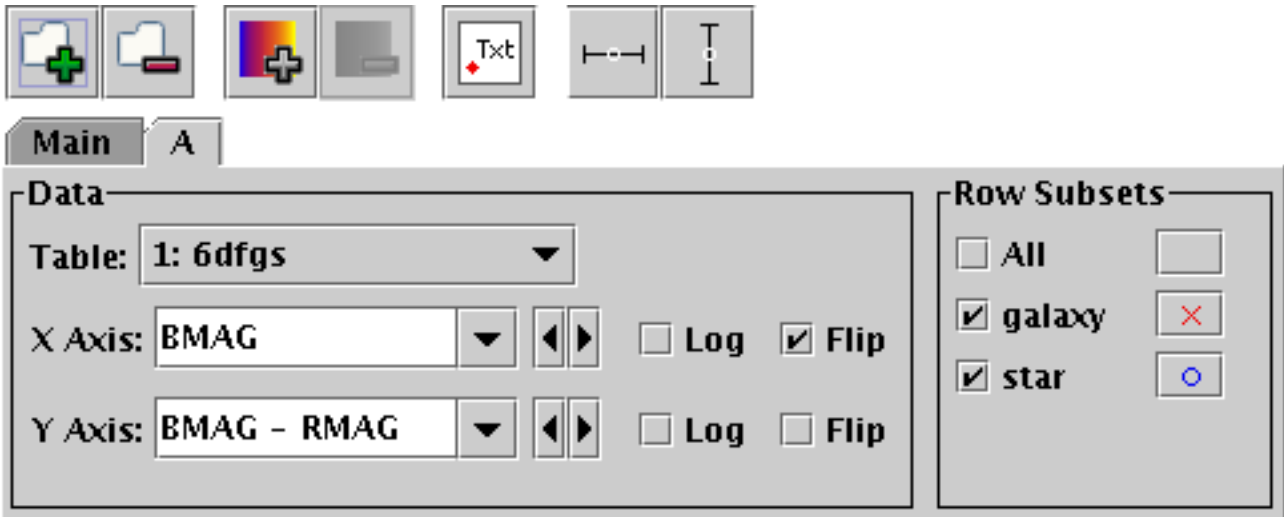 Txt
Main A
Data
Table: 1: 6dfgs
X Axis: BMAG Log Flip
Y Axis: BMAG - RMAG Log Flip
Row Subsets
All
galaxy
star